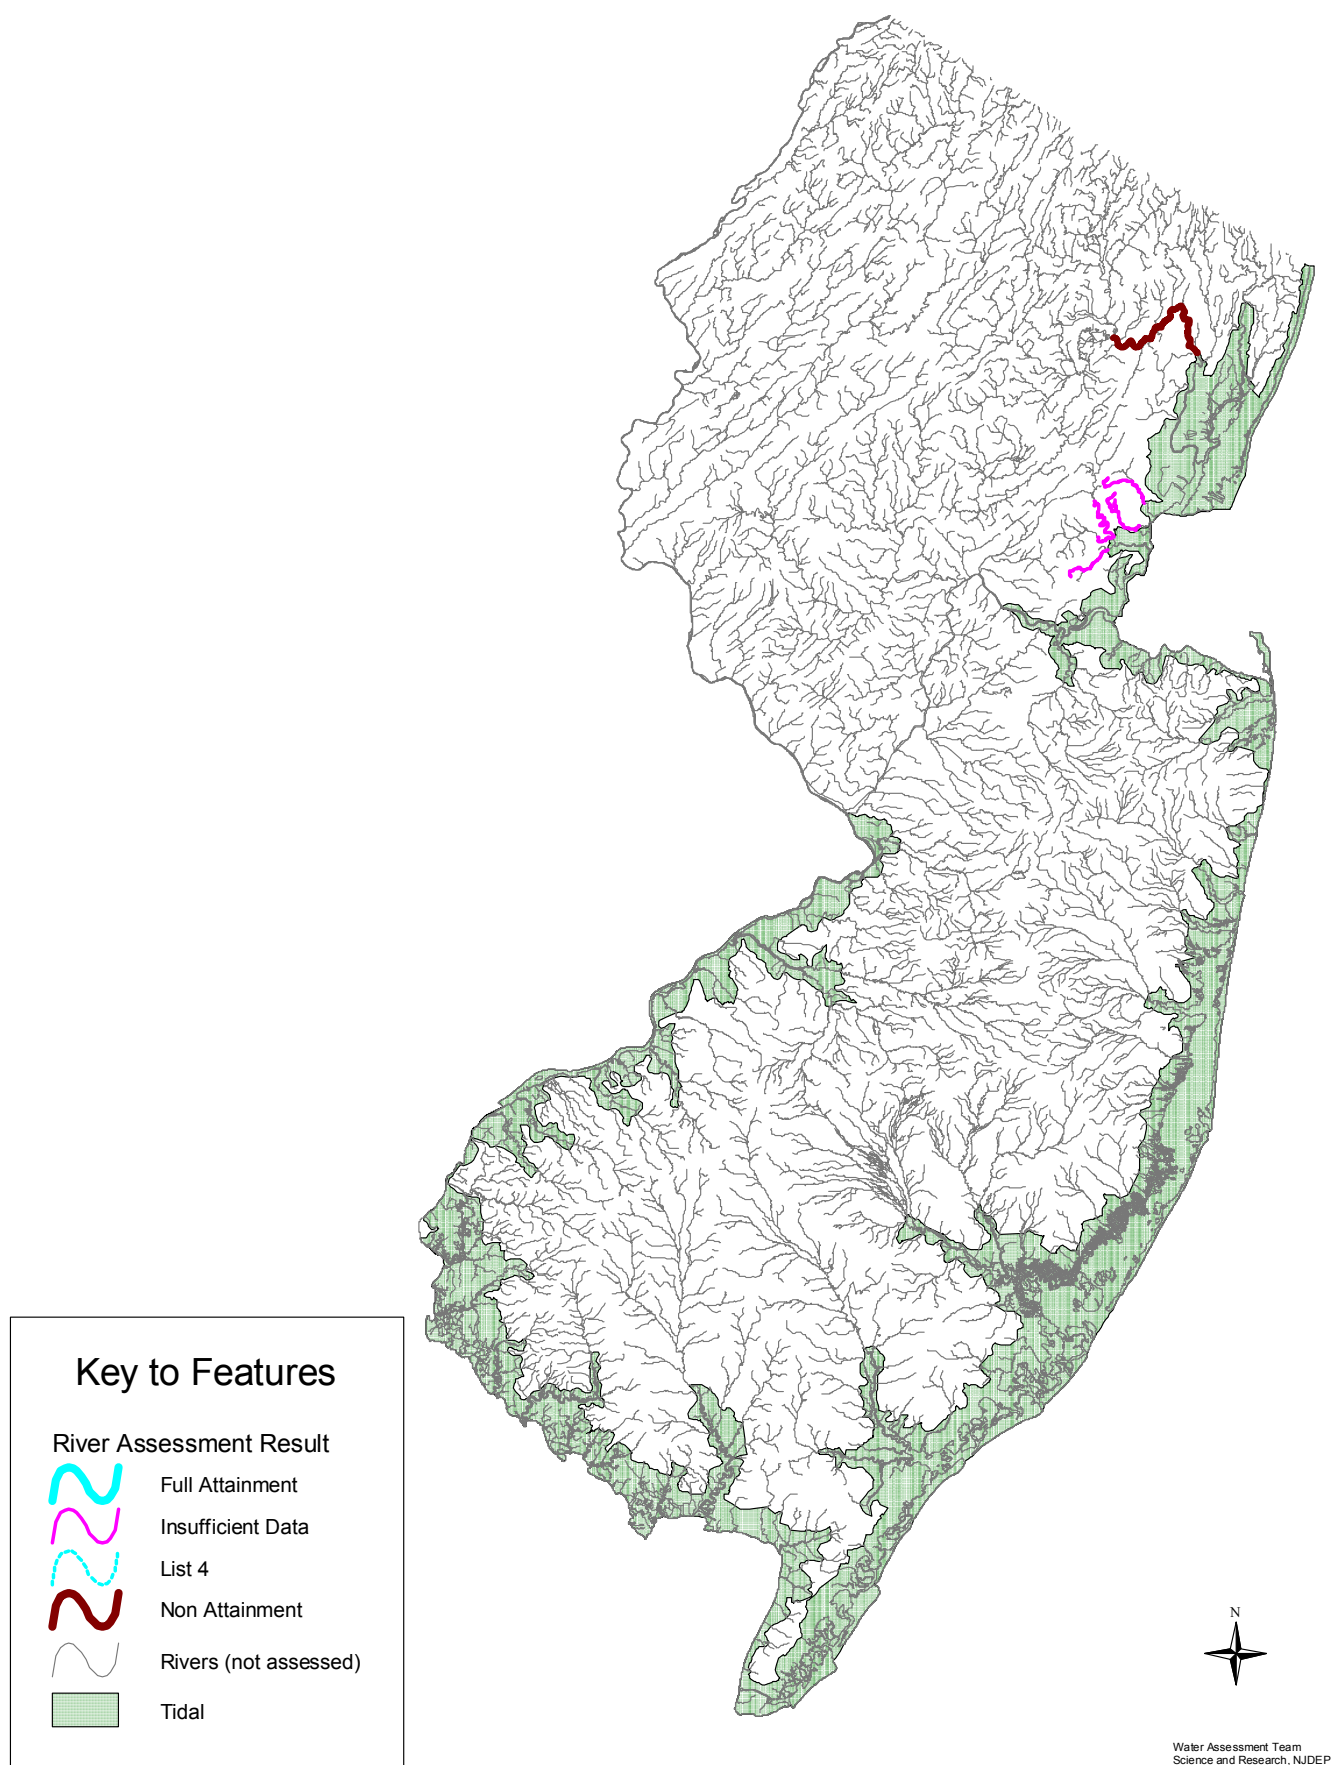 Key to Features
River Assessment Result
Full Attainment
Insufficient Data
List 4
Non Attainment
Rivers (not assessed)
Tidal
N
Water Assessment Team
Science and Research, NJDEP